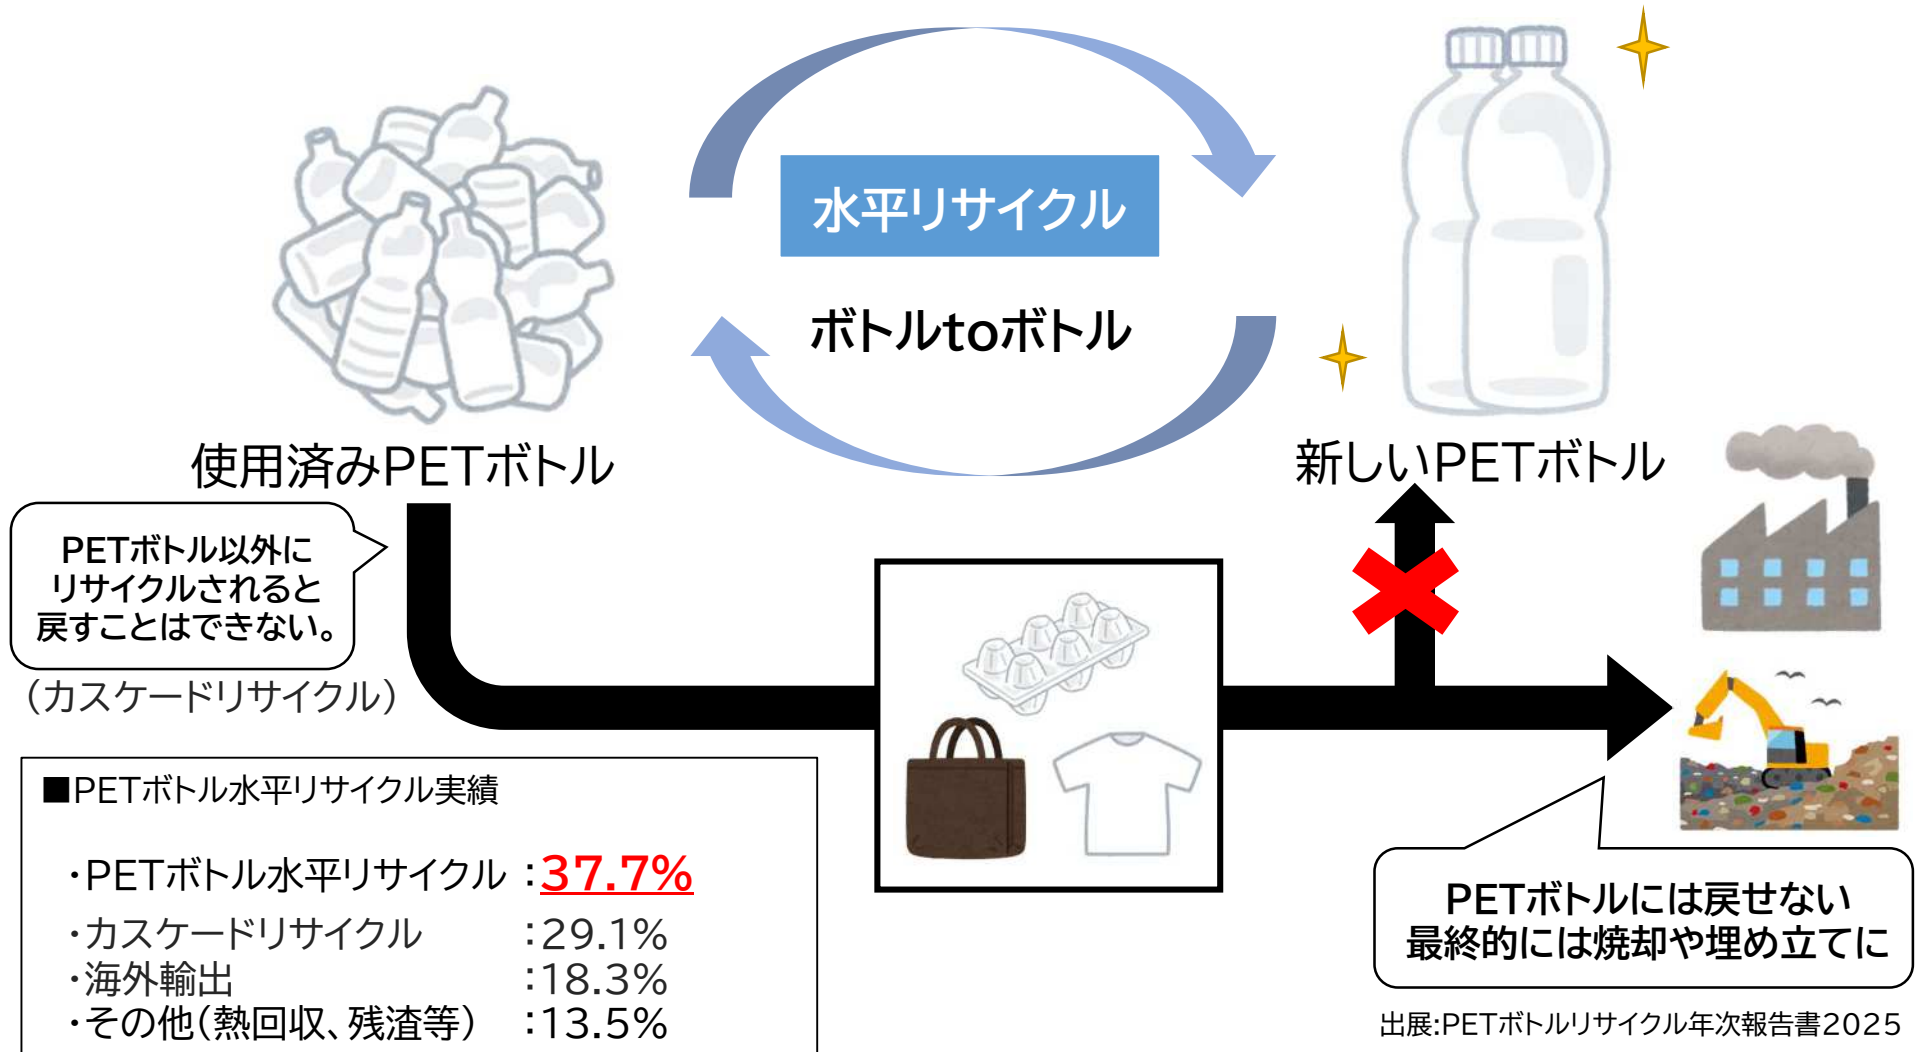 水平リサイクル
ボトルtoボトル
使用済みPETボトル
新しいPETボトル
PETボトル以外に
リサイクルされると
戻すことはできない。
(カスケードリサイクル)
■PETボトル水平リサイクル実績
・PETボトル水平リサイクル:37.7%
・カスケードリサイクル:29.1%
・海外輸出:18.3%
・その他(熱回収、残渣等):13.5%
PETボトルには戻せない
最終的には焼却や埋め立てに
出展:PETボトルリサイクル年次報告書2025